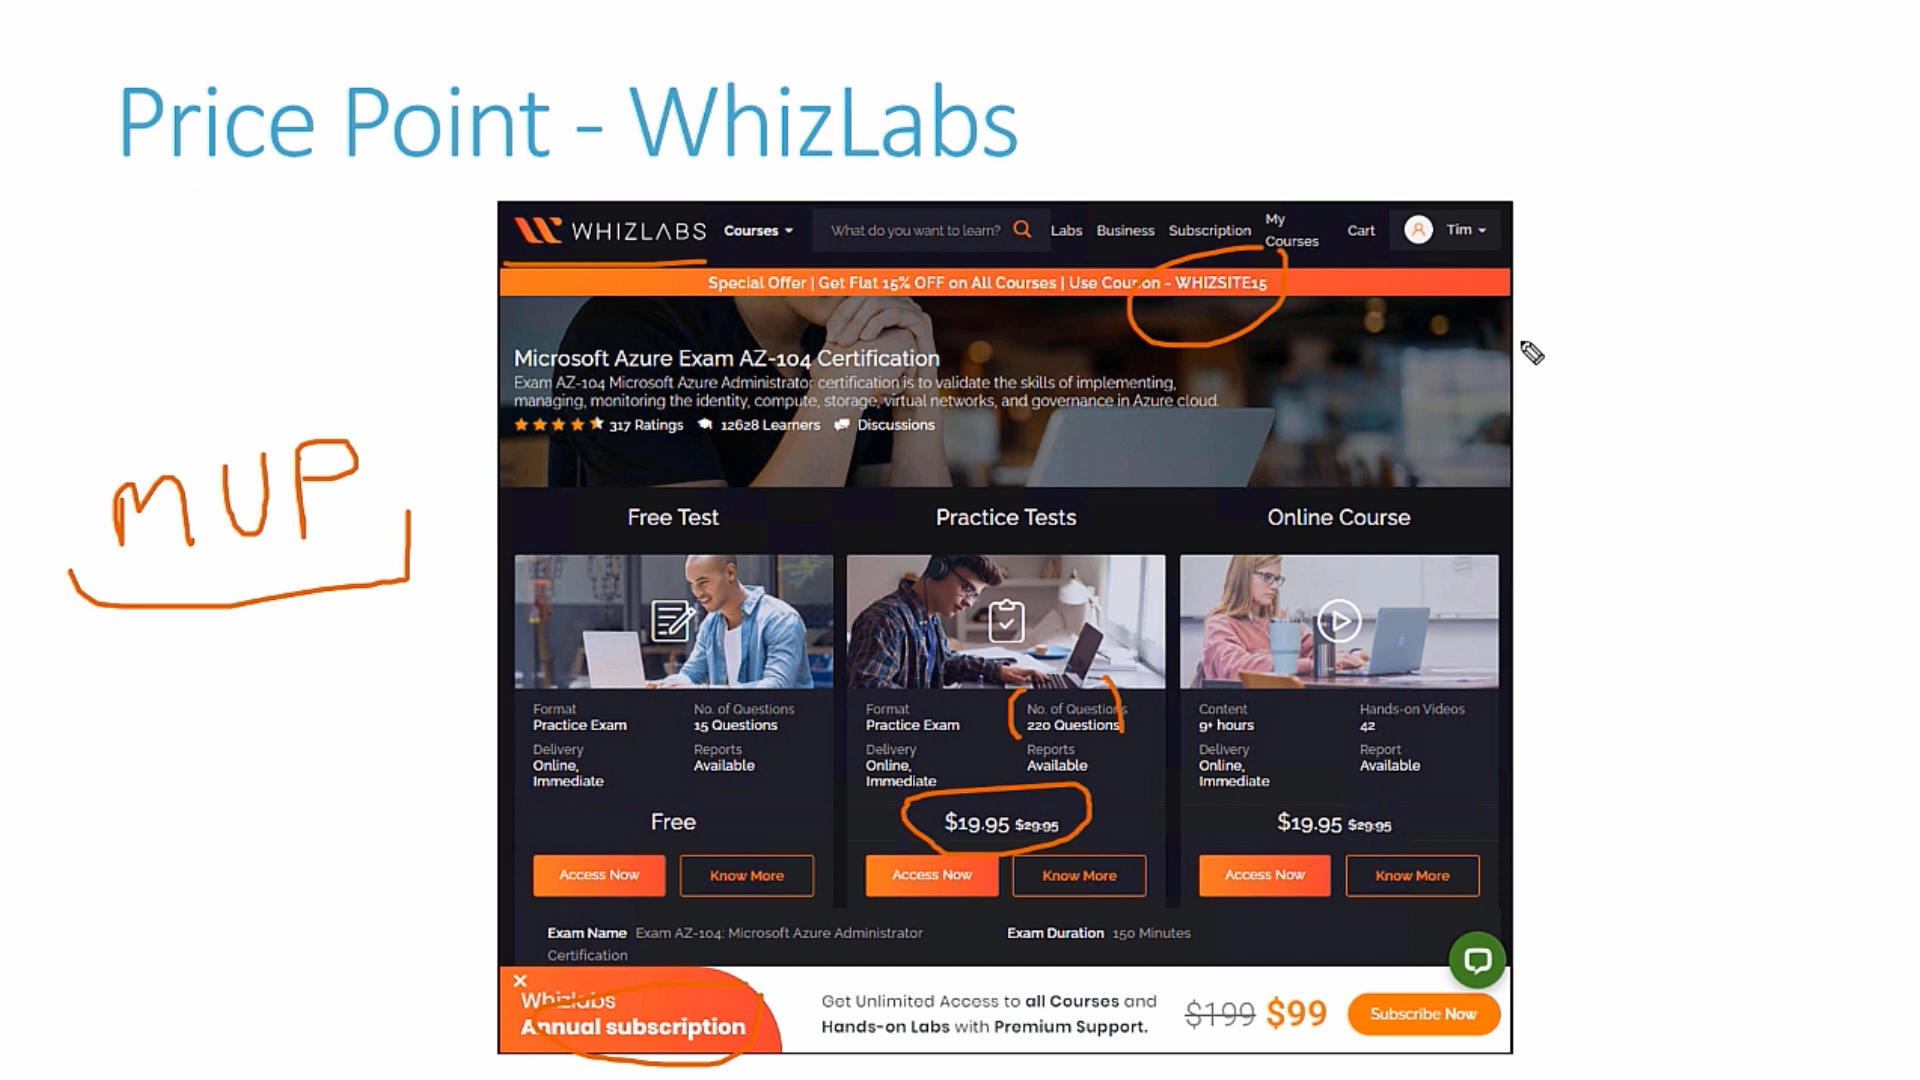 Price Point - WhizLabs
WHIZLABS Courses What do you want to learn? Labs Business Subscription My Courses Cart Tim
Special Offer | Get Flat 15% OFF on All Courses | Use Coupon - WHIZSITE15
Microsoft Azure Exam AZ-104 Certification
Exam AZ-104 Microsoft Azure Administrator certification is to validate the skills of implementing,
managing, monitoring the identity, compute, storage, virtual networks, and governance in Azure cloud.
317 Ratings 12628 Learners Discussions
MVP
Free Test Practice Tests Online Course
Format No. of Questions Format No. of Questions Content Hands-on Videos
Practice Exam 15 Questions Practice Exam 220 Questions 9+ hours 42
Delivery Reports Delivery Reports Delivery Report
Online, Available Online, Available Online, Available
Immediate Immediate Immediate
Free $19.95 $29.95 $19.95 $29.95
Access Now Know More Access Now Know More Access Now Know More
Exam Name Exam AZ-104: Microsoft Azure Administrator Exam Duration 150 Minutes
Certification
Whizlabs Get Unlimited Access to all Courses and $199 $99 Subscribe Now
Annual subscription Hands-on Labs with Premium Support.